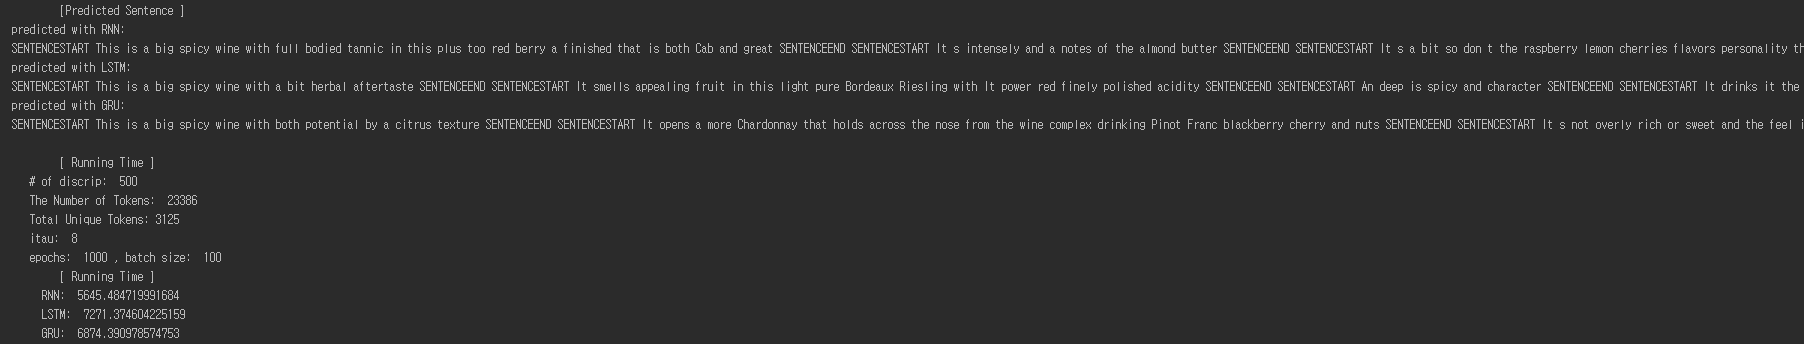 [Predicted Sentence ]
predicted with RNN:
SENTENCESTART This is a big spicy wine with full bodied tannic in this plus too red berry a finished that is both Cab and great SENTENCEEND SENTENCESTART It s intensely and a notes of the almond butter SENTENCEEND SENTENCESTART It s a bit so don t the raspberry lemon cherries flavors personality th
predicted with LSTM:
SENTENCESTART This is a big spicy wine with a bit herbal aftertaste SENTENCEEND SENTENCESTART It smells appealing fruit in this light pure Bordeaux Riesling with It power red finely polished acidity SENTENCEEND SENTENCESTART An deep is spicy and character SENTENCEEND SENTENCESTART It drinks it the
predicted with GRU:
SENTENCESTART This is a big spicy wine with both potential by a citrus texture SENTENCEEND SENTENCESTART It opens a more Chardonnay that holds across the nose from the wine complex drinking Pinot Franc blackberry cherry and nuts SENTENCEEND SENTENCESTART It s not overly rich or sweet and the feel i
[ Running Time ]
# of discrip:  500
The Number of Tokens:  23386
Total Unique Tokens: 3125
itau:  8
epochs:  1000 , batch size:  100
[ Running Time ]
RNN:  5645.484719991684
LSTM:  7271.374604225159
GRU:  6874.390978574753